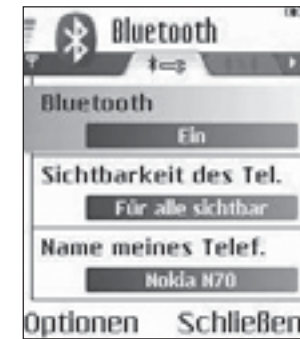 Bluetooth
Bluetooth
Ein
Sichtbarkeit des Tel.
Für alle sichtbar
Name meines Telef.
Nokia N70
Optionen Schließen